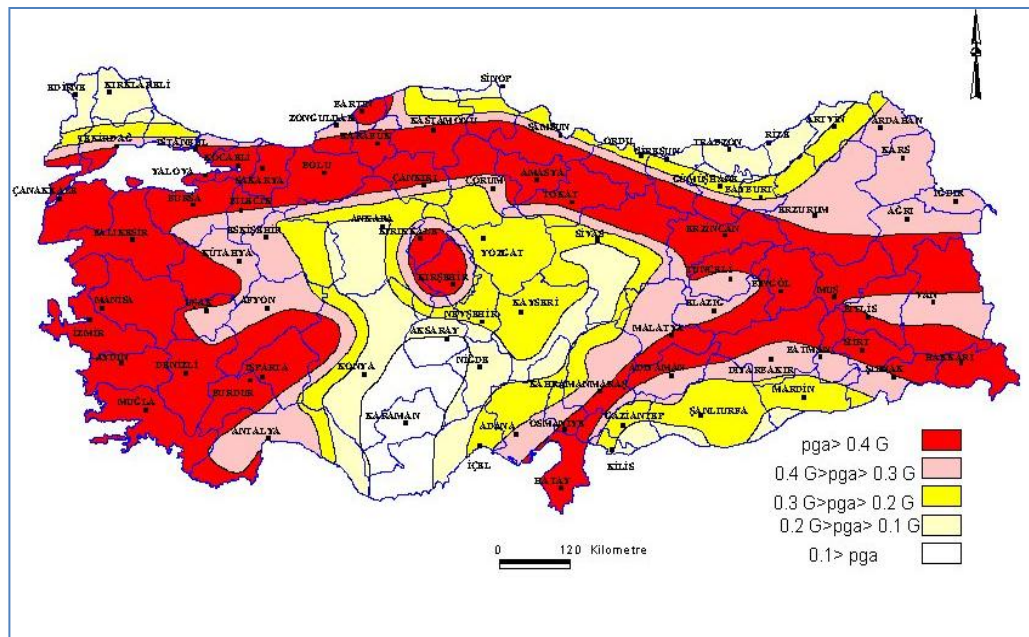 SİNOP
EDİRNE
KIRKLARELİ
BARTIN
ZONGULDAK
KASTAMONU
KARABÜK
SAMSUN
ARTVİN
ARDAHAN
TEKİRDAĞ
İSTANBUL
ORDU
GİRESUN
TRABZON
RİZE
KARS
KOCAELİ
SAKARYA
BOLU
YALOVA
ÇANKIRI
ÇORUM
AMASYA
TOKAT
GÜMÜŞHANE
BAYBURT
ÇANAKKALE
BURSA
BİLECİK
ERZURUM
IĞDIR
AĞRI
ANKARA
ESKİŞEHİR
KIRIKKALE
SİVAS
ERZİNCAN
BALIKESİR
KÜTAHYA
YOZGAT
KIRŞEHİR
TUNCELİ
BİNGÖL
MUŞ
VAN
MANİSA
UŞAK
AFYON
KAYSERİ
NEVŞEHİR
ELAZIĞ
BİTLİS
İZMİR
AKSARAY
MALATYA
AYDIN
DENİZLİ
ISPARTA
KONYA
NİĞDE
BATMAN
SİİRT
HAKKARİ
ADIYAMAN
DİYARBAKIR
ŞIRNAK
BURDUR
KAHRAMANMARAŞ
MARDİN
MUĞLA
KARAMAN
GAZİANTEP
ŞANLIURFA
ANTALYA
ADANA
OSMANİYE
İÇEL
KİLİS
HATAY
pga> 0.4 G
0.4 G>pga> 0.3 G
0.3 G>pga> 0.2 G
0.2 G>pga> 0.1 G
0.1> pga
0 120 Kilometre